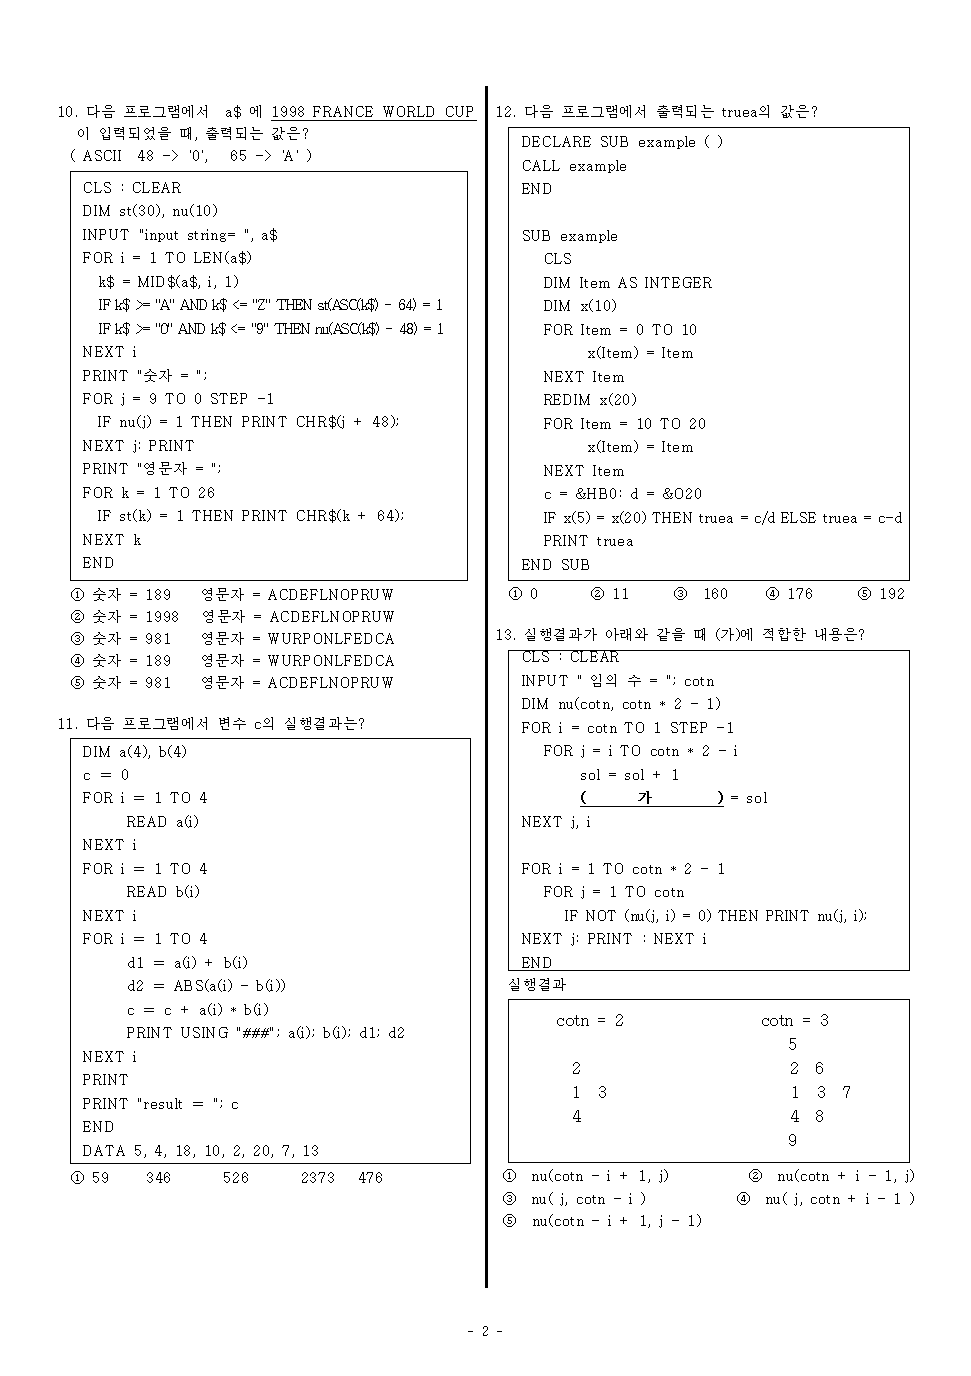 10. 다음 프로그램에서 a$ 에 1998 FRANCE WORLD CUP
이 입력되었을 때, 출력되는 값은?
( ASCII 48 -> '0', 65 -> 'A' )
CLS : CLEAR
DIM st(30), nu(10)
INPUT "input string= ", a$
FOR i = 1 TO LEN(a$)
k$ = MID$(a$, i, 1)
IF k$ >= "A" AND k$ <= "Z" THEN st(ASC(k$) - 64) = 1
IF k$ >= "0" AND k$ <= "9" THEN nu(ASC(k$) - 48) = 1
NEXT i
PRINT "숫자 = ";
FOR j = 9 TO 0 STEP -1
IF nu(j) = 1 THEN PRINT CHR$(j + 48);
NEXT j: PRINT
PRINT "영문자 = ";
FOR k = 1 TO 26
IF st(k) = 1 THEN PRINT CHR$(k + 64);
NEXT k
END
① 숫자 = 189 영문자 = ACDEFLNOPRUW
② 숫자 = 1998 영문자 = ACDEFLNOPRUW
③ 숫자 = 981 영문자 = WURPONLFEDCA
④ 숫자 = 189 영문자 = WURPONLFEDCA
⑤ 숫자 = 981 영문자 = ACDEFLNOPRUW
11. 다음 프로그램에서 변수 c의 실행결과는?
DIM a(4), b(4)
c = 0
FOR i = 1 TO 4
READ a(i)
NEXT i
FOR i = 1 TO 4
READ b(i)
NEXT i
FOR i = 1 TO 4
d1 = a(i) + b(i)
d2 = ABS(a(i) - b(i))
c = c + a(i) * b(i)
PRINT USING "###"; a(i); b(i); d1; d2
NEXT i
PRINT
PRINT "result = "; c
END
DATA 5, 4, 18, 10, 2, 20, 7, 13
① 59 346 526 2373 476
12. 다음 프로그램에서 출력되는 truea의 값은?
DECLARE SUB example ( )
CALL example
END
SUB example
CLS
DIM Item AS INTEGER
DIM x(10)
FOR Item = 0 TO 10
x(Item) = Item
NEXT Item
REDIM x(20)
FOR Item = 10 TO 20
x(Item) = Item
NEXT Item
c = &HB0: d = &O20
IF x(5) = x(20) THEN truea = c/d ELSE truea = c-d
PRINT truea
END SUB
① 0 ② 11 ③ 160 ④ 176 ⑤ 192
13. 실행결과가 아래와 같을 때 (가)에 적합한 내용은?
CLS : CLEAR
INPUT " 임의 수 = "; cotn
DIM nu(cotn, cotn * 2 - 1)
FOR i = cotn TO 1 STEP -1
FOR j = i TO cotn * 2 - i
sol = sol + 1
( 가 ) = sol
NEXT j, i
FOR i = 1 TO cotn * 2 - 1
FOR j = 1 TO cotn
IF NOT (nu(j, i) = 0) THEN PRINT nu(j, i);
NEXT j: PRINT : NEXT i
END
실행결과
cotn = 2 cotn = 3
5
2 2 6
1 3 1 3 7
4 4 8
9
① nu(cotn - i + 1, j) ② nu(cotn + i - 1, j)
③ nu( j, cotn - i ) ④ nu( j, cotn + i - 1 )
⑤ nu(cotn - i + 1, j - 1)
- 2 -